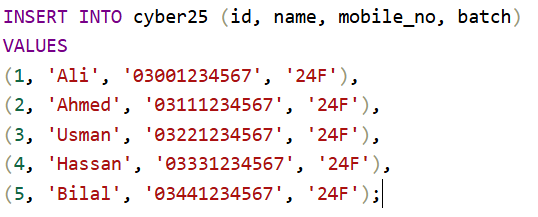 INSERT INTO cyber25 (id, name, mobile_no, batch)
VALUES
(1, 'Ali', '03001234567', '24F'),
(2, 'Ahmed', '03111234567', '24F'),
(3, 'Usman', '03221234567', '24F'),
(4, 'Hassan', '03331234567', '24F'),
(5, 'Bilal', '03441234567', '24F');